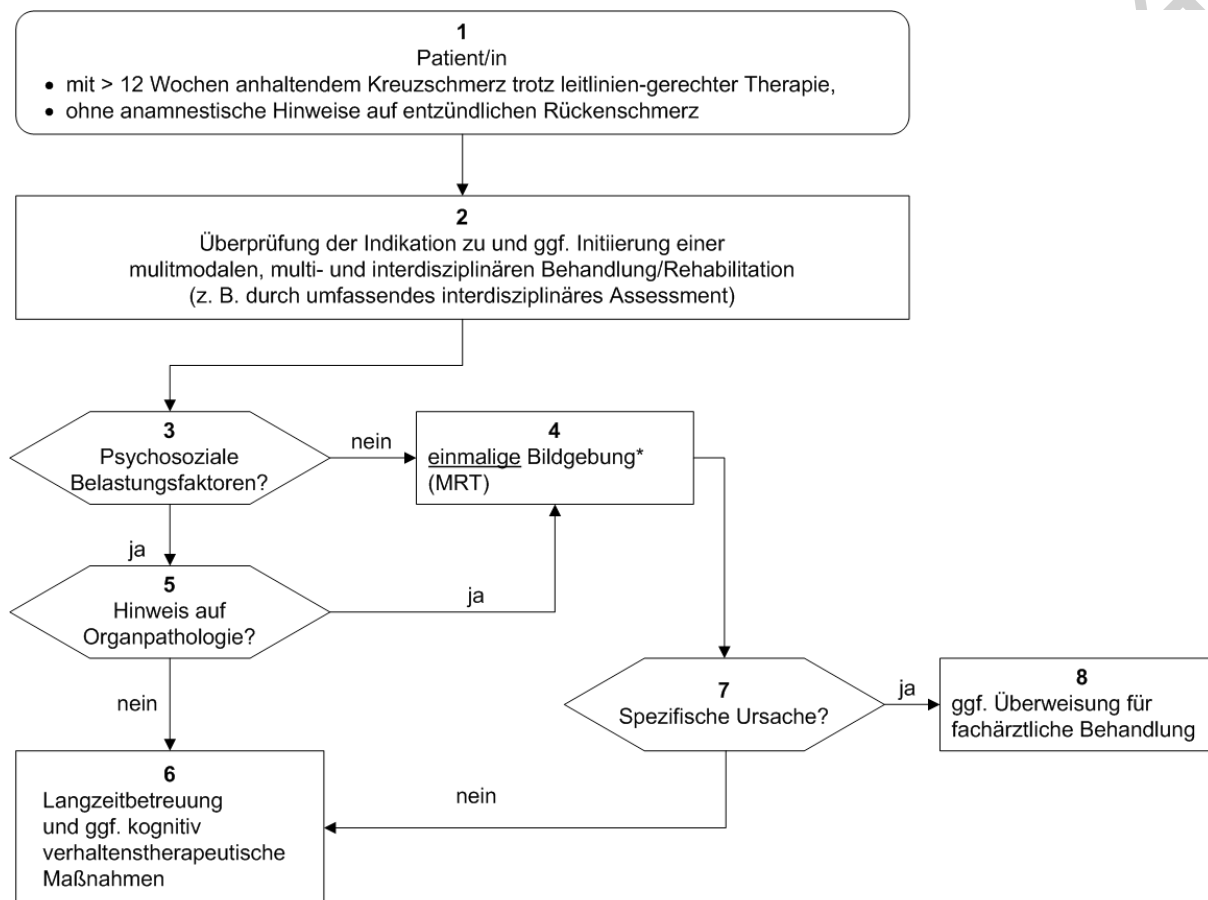 1
Patient/in
• mit > 12 Wochen anhaltendem Kreuzschmerz trotz leitlinien-gerechter Therapie,
• ohne anamnestische Hinweise auf entzündlichen Rückenschmerz
2
Überprüfung der Indikation zu und ggf. Initiierung einer
mulitmodalen, multi- und interdisziplinären Behandlung/Rehabilitation
(z. B. durch umfassendes interdisziplinäres Assessment)
3
Psychosoziale
Belastungsfaktoren?
nein
4
einmalige Bildgebung*
(MRT)
ja
5
Hinweis auf
Organpathologie?
ja
nein
7
Spezifische Ursache?
ja
8
ggf. Überweisung für
fachärztliche Behandlung
nein
6
Langzeitbetreuung
und ggf. kognitiv
verhaltenstherapeutische
Maßnahmen